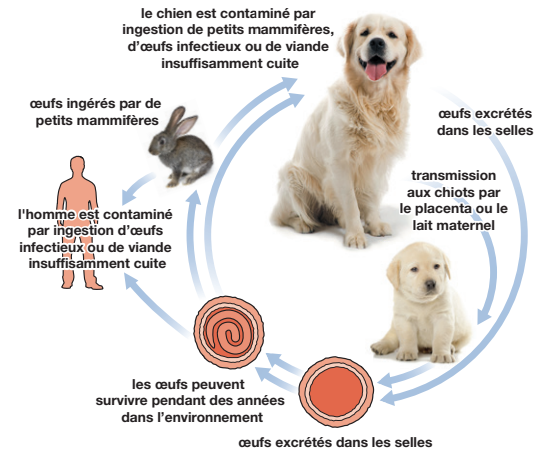 le chien est contaminé par
ingestion de petits mammifères,
d'œufs infectieux ou de viande
insuffisamment cuite
œufs ingérés par de
petits mammifères
œufs excrétés
dans les selles
transmission
aux chiots par
le placenta ou le
lait maternel
l'homme est contaminé
par ingestion d'œufs
infectieux ou de viande
insuffisamment cuite
les œufs peuvent
survivre pendant des années
dans l'environnement
œufs excrétés dans les selles